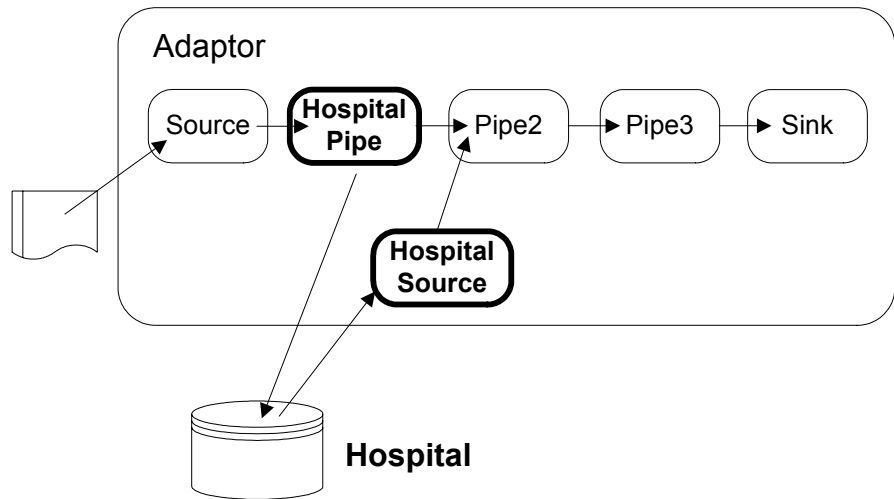 Adaptor
Source
Hospital
Pipe
Pipe2
Pipe3
Sink
Hospital
Source
Hospital